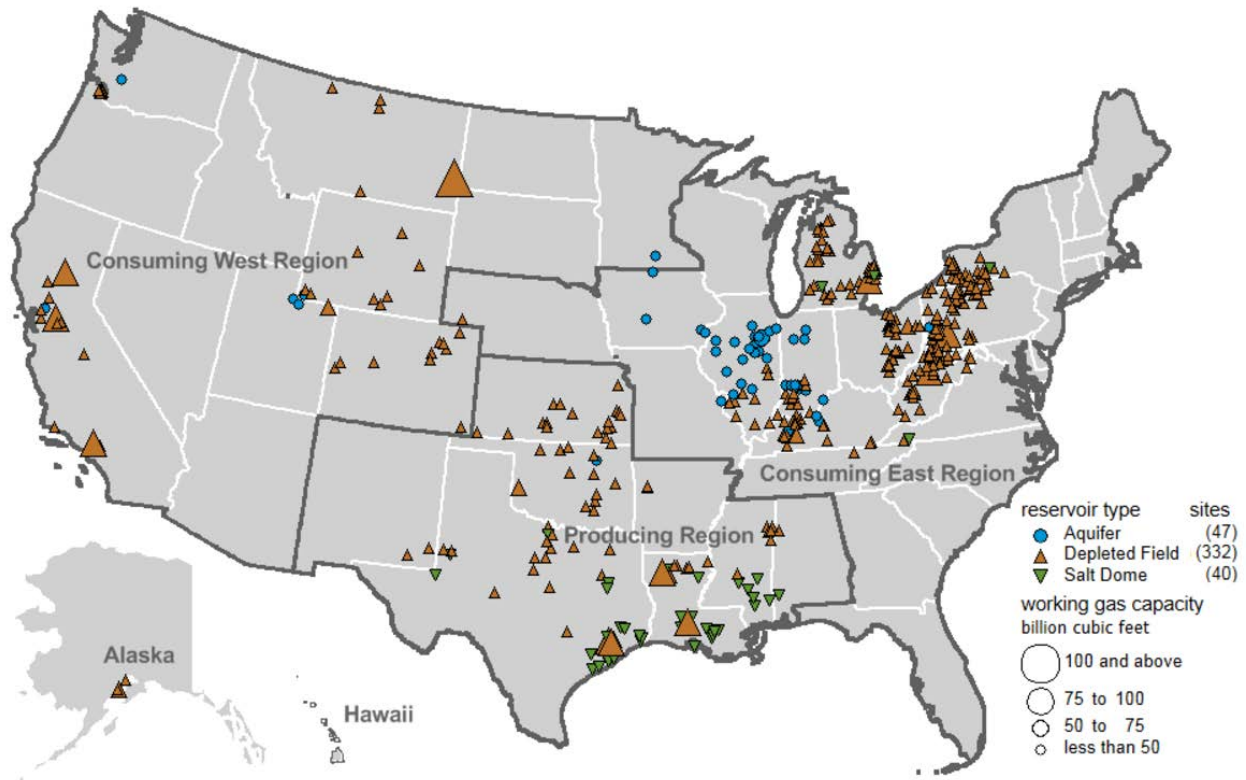 Consuming West Region
Consuming East Region
Producing Region
reservoir type sites
Aquifer (47)
Depleted Field (332)
Salt Dome (40)
working gas capacity
billion cubic feet
100 and above
75 to 100
50 to 75
less than 50
Alaska
Hawaii